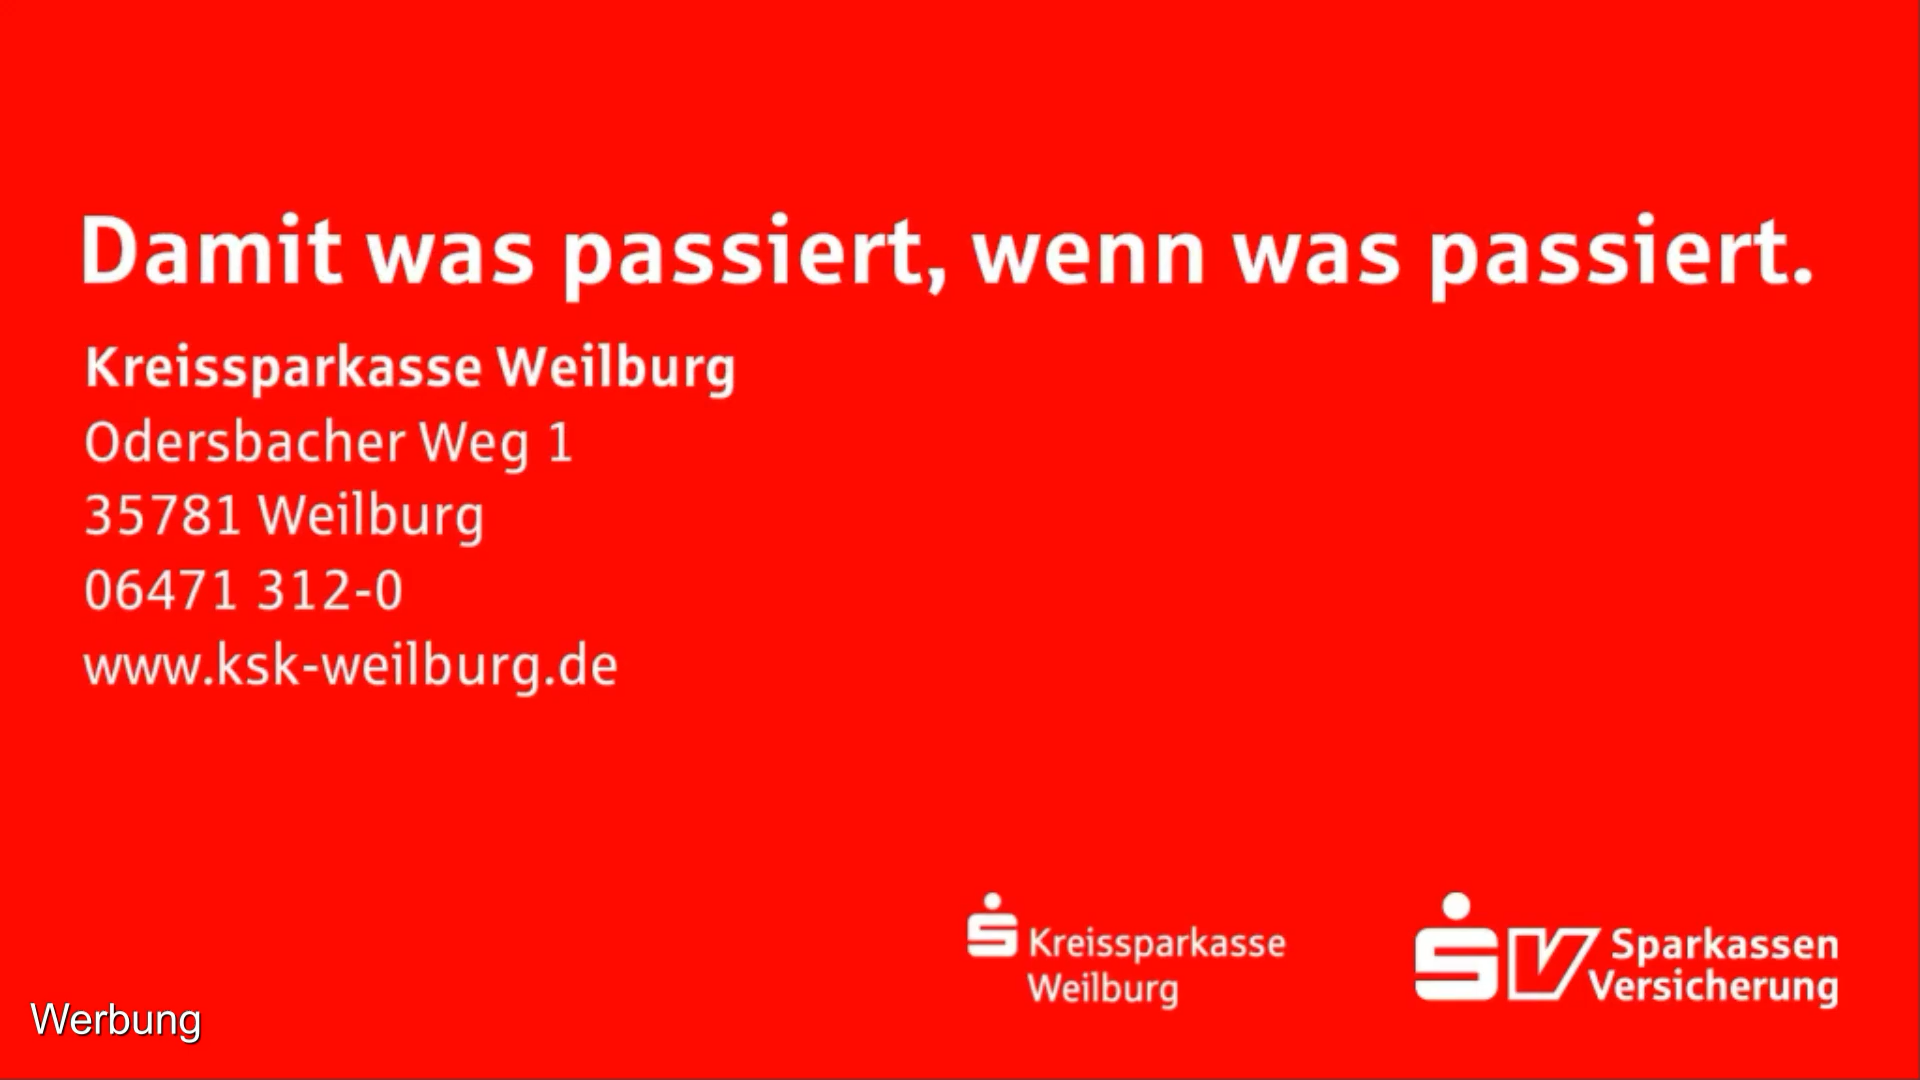 Damit was passiert, wenn was passiert.
Kreissparkasse Weilburg
Odersbacher Weg 1
35781 Weilburg
06471 312-0
www.ksk-weilburg.de
Kreissparkasse
Weilburg
SV Sparkassen
Versicherung
Werbung